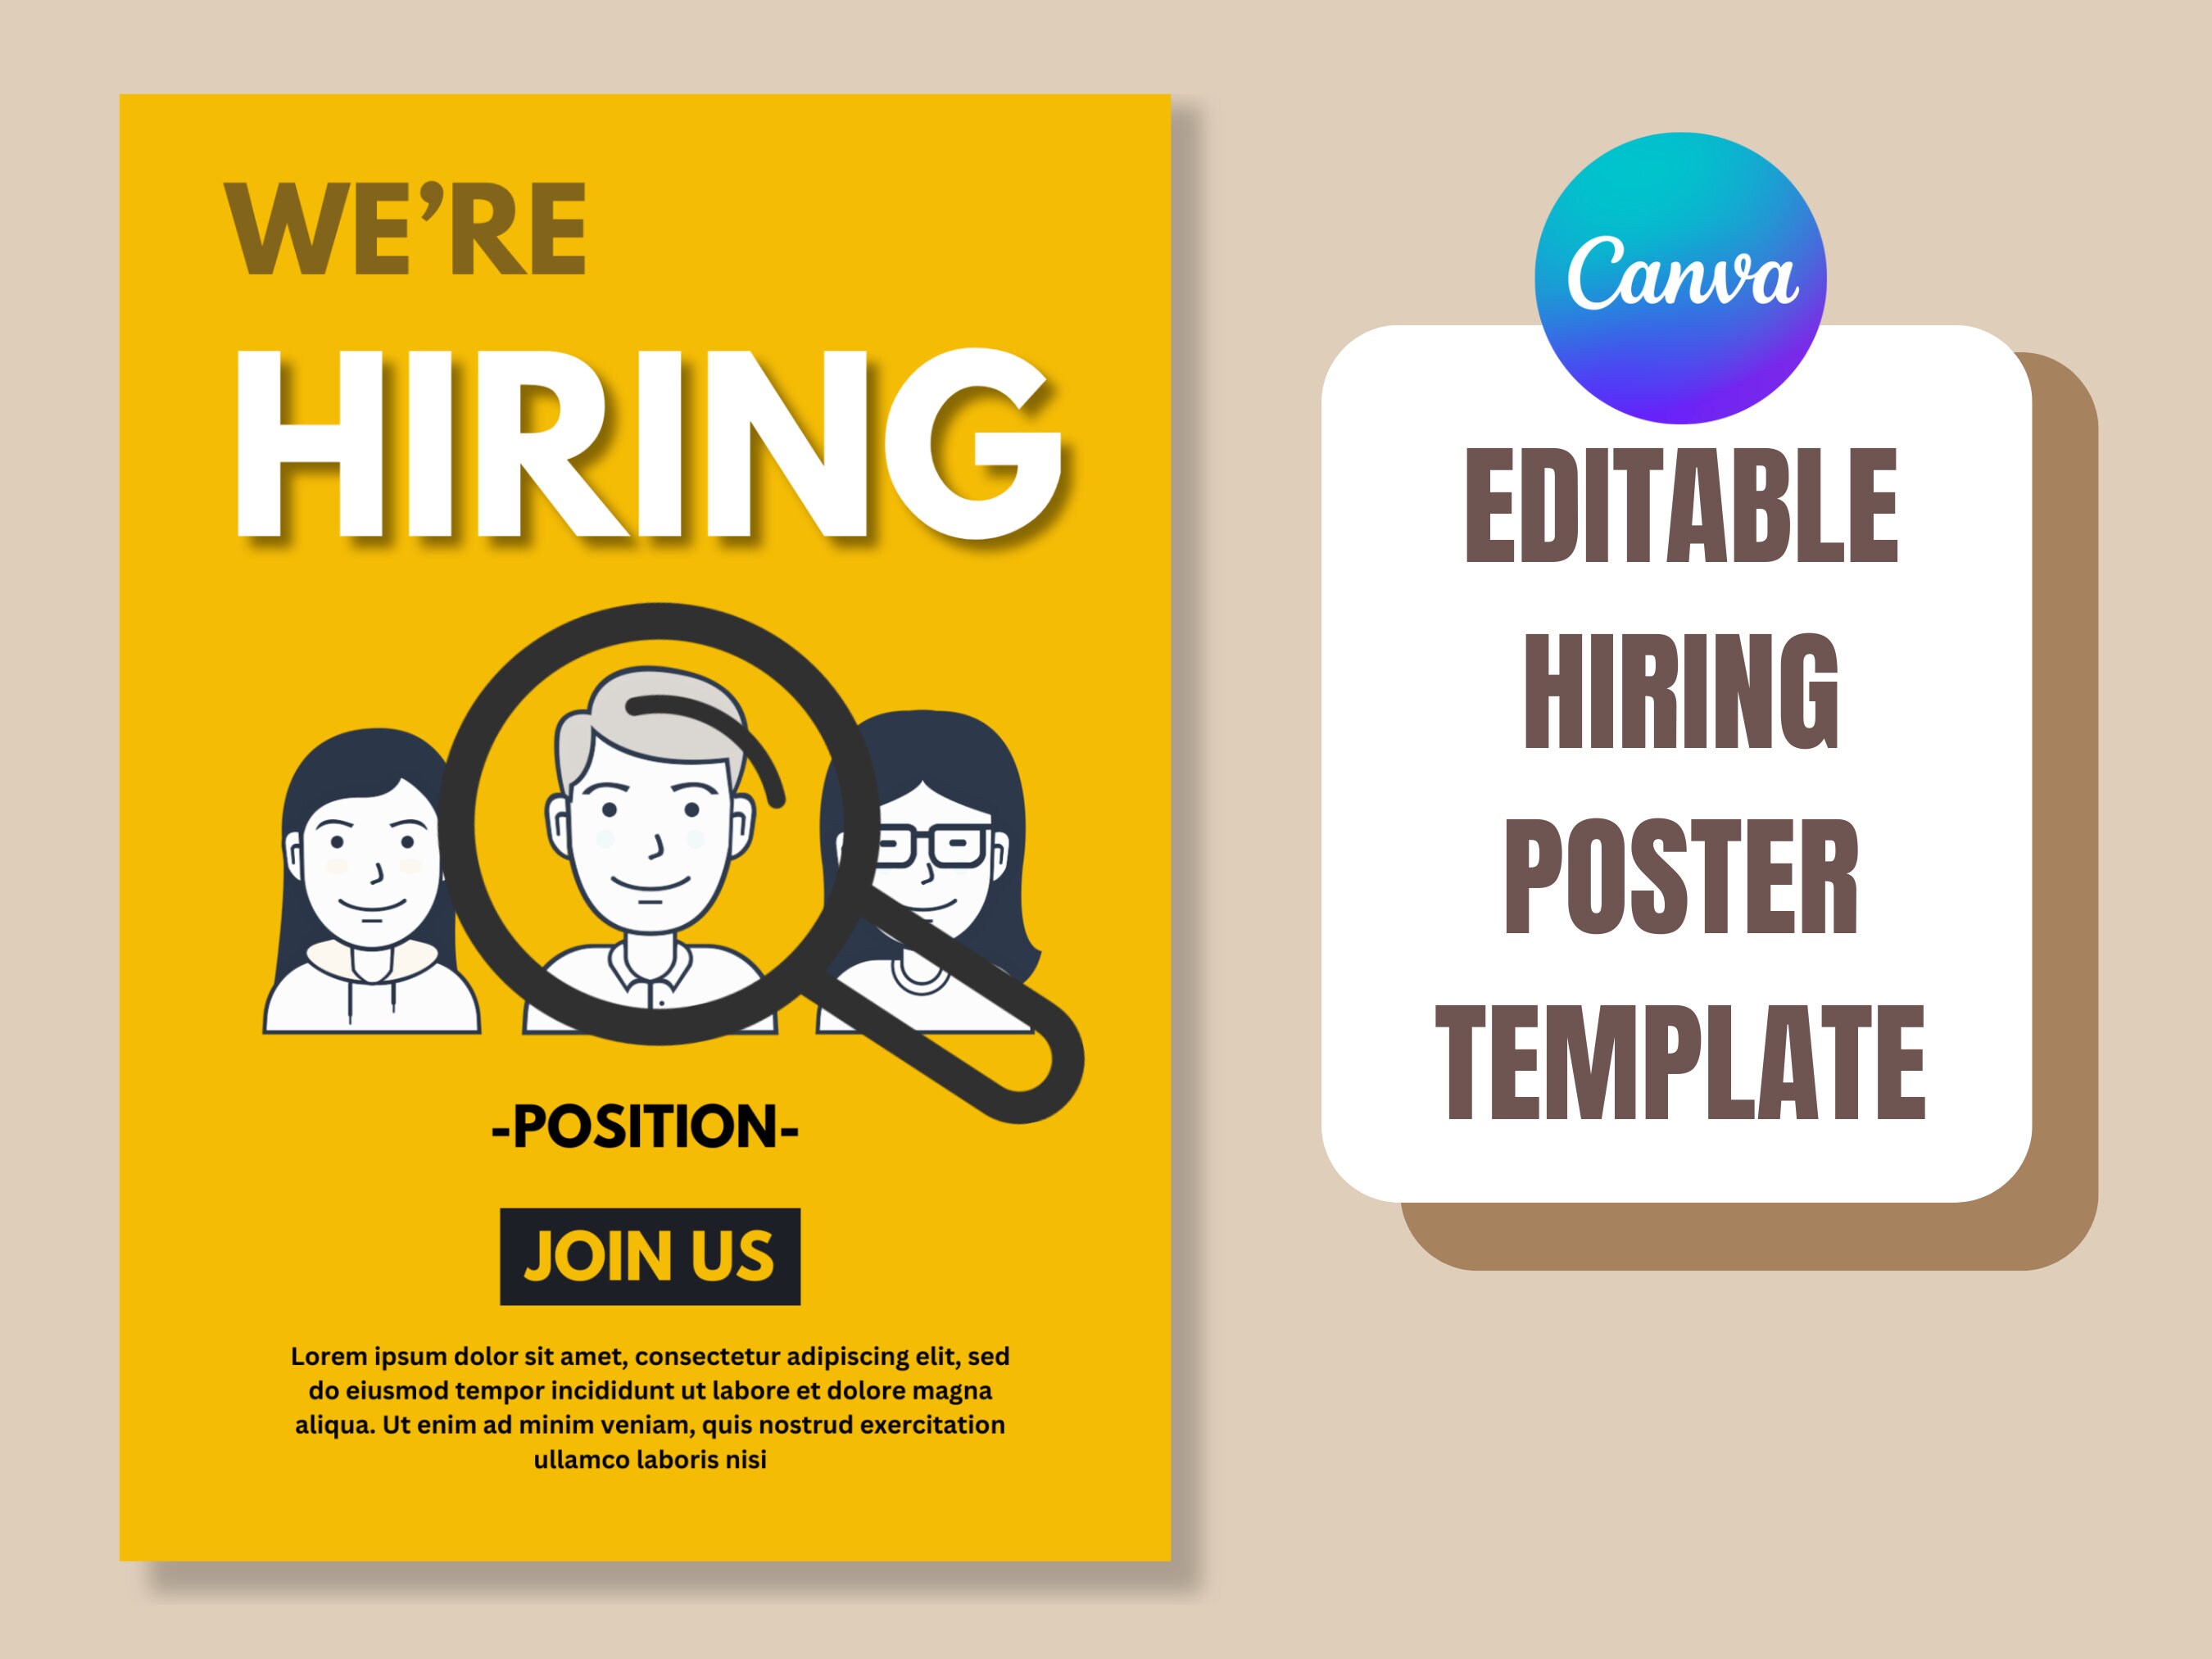 WE’RE
HIRING
-POSITION-
JOIN US
Lorem ipsum dolor sit amet, consectetur adipiscing elit, sed
do eiusmod tempor incididunt ut labore et dolore magna
aliqua. Ut enim ad minim veniam, quis nostrud exercitation
ullamco laboris nisi
Canva
EDITABLE
HIRING
POSTER
TEMPLATE